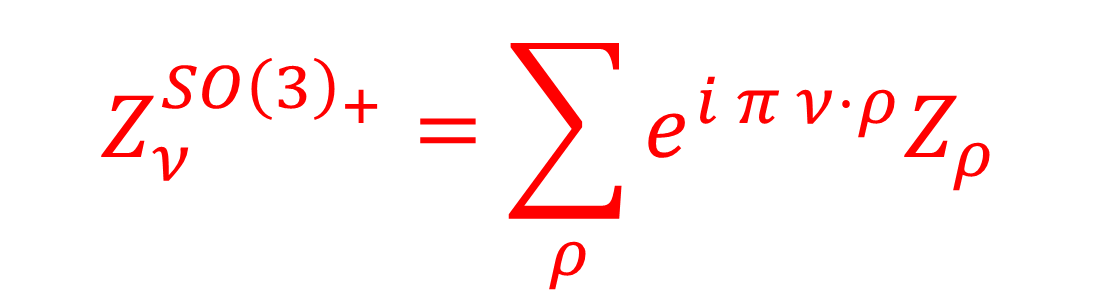 Z_ν^{SO(3)_+} = ∑_ρ e^{i π ν·ρ} Z_ρ